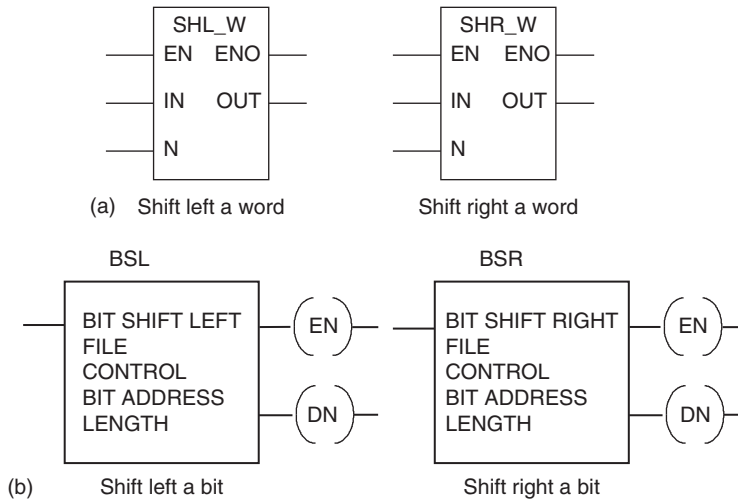 SHL_W
EN ENO
IN OUT
N
SHR_W
EN ENO
IN OUT
N
(a) Shift left a word
Shift right a word
BSL
BIT SHIFT LEFT
FILE
CONTROL
BIT ADDRESS
LENGTH
EN
DN
BSR
BIT SHIFT RIGHT
FILE
CONTROL
BIT ADDRESS
LENGTH
EN
DN
(b) Shift left a bit
Shift right a bit